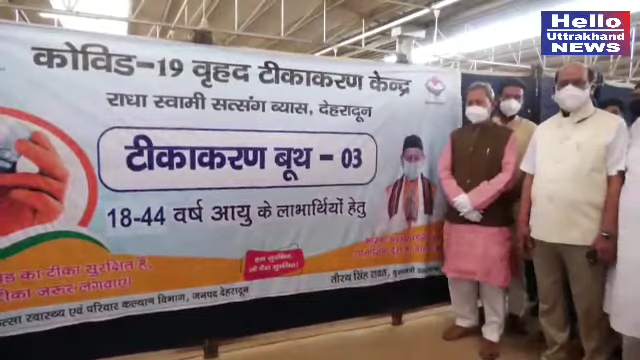 Hello
Uttrakhand
NEWS
कोविड-19 वृहद टीकाकरण केन्द्र
राधा स्वामी सत्संग ब्यास, देहरादून
टीकाकरण बूथ - 03
18-44 वर्ष आयु के लाभार्थियों हेतु
का टीका सुरक्षित है,
टीका जरूर लगवाएं!
तीरथ सिंह रावत,
स्वास्थ्य एवं परिवार कल्याण विभाग, जनपद देहरादून